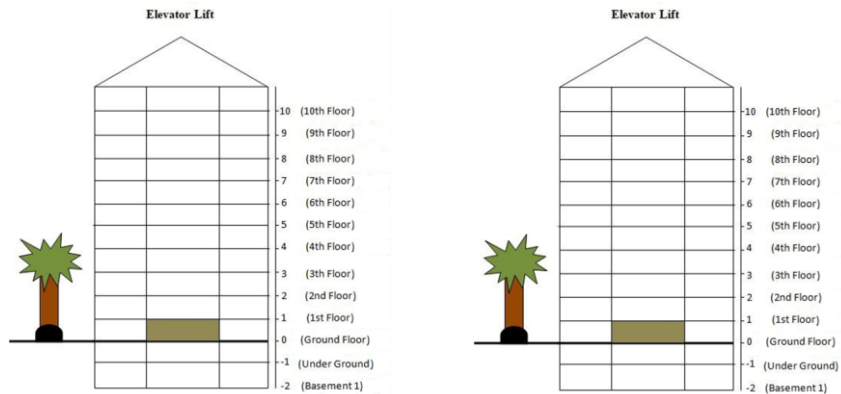 Elevator Lift
10 (10th Floor)
9 (9th Floor)
8 (8th Floor)
7 (7th Floor)
6 (6th Floor)
5 (5th Floor)
4 (4th Floor)
3 (3th Floor)
2 (2nd Floor)
1 (1st Floor)
0 (Ground Floor)
-1 (Under Ground)
-2 (Basement 1)
Elevator Lift
10 (10th Floor)
9 (9th Floor)
8 (8th Floor)
7 (7th Floor)
6 (6th Floor)
5 (5th Floor)
4 (4th Floor)
3 (3th Floor)
2 (2nd Floor)
1 (1st Floor)
0 (Ground Floor)
-1 (Under Ground)
-2 (Basement 1)